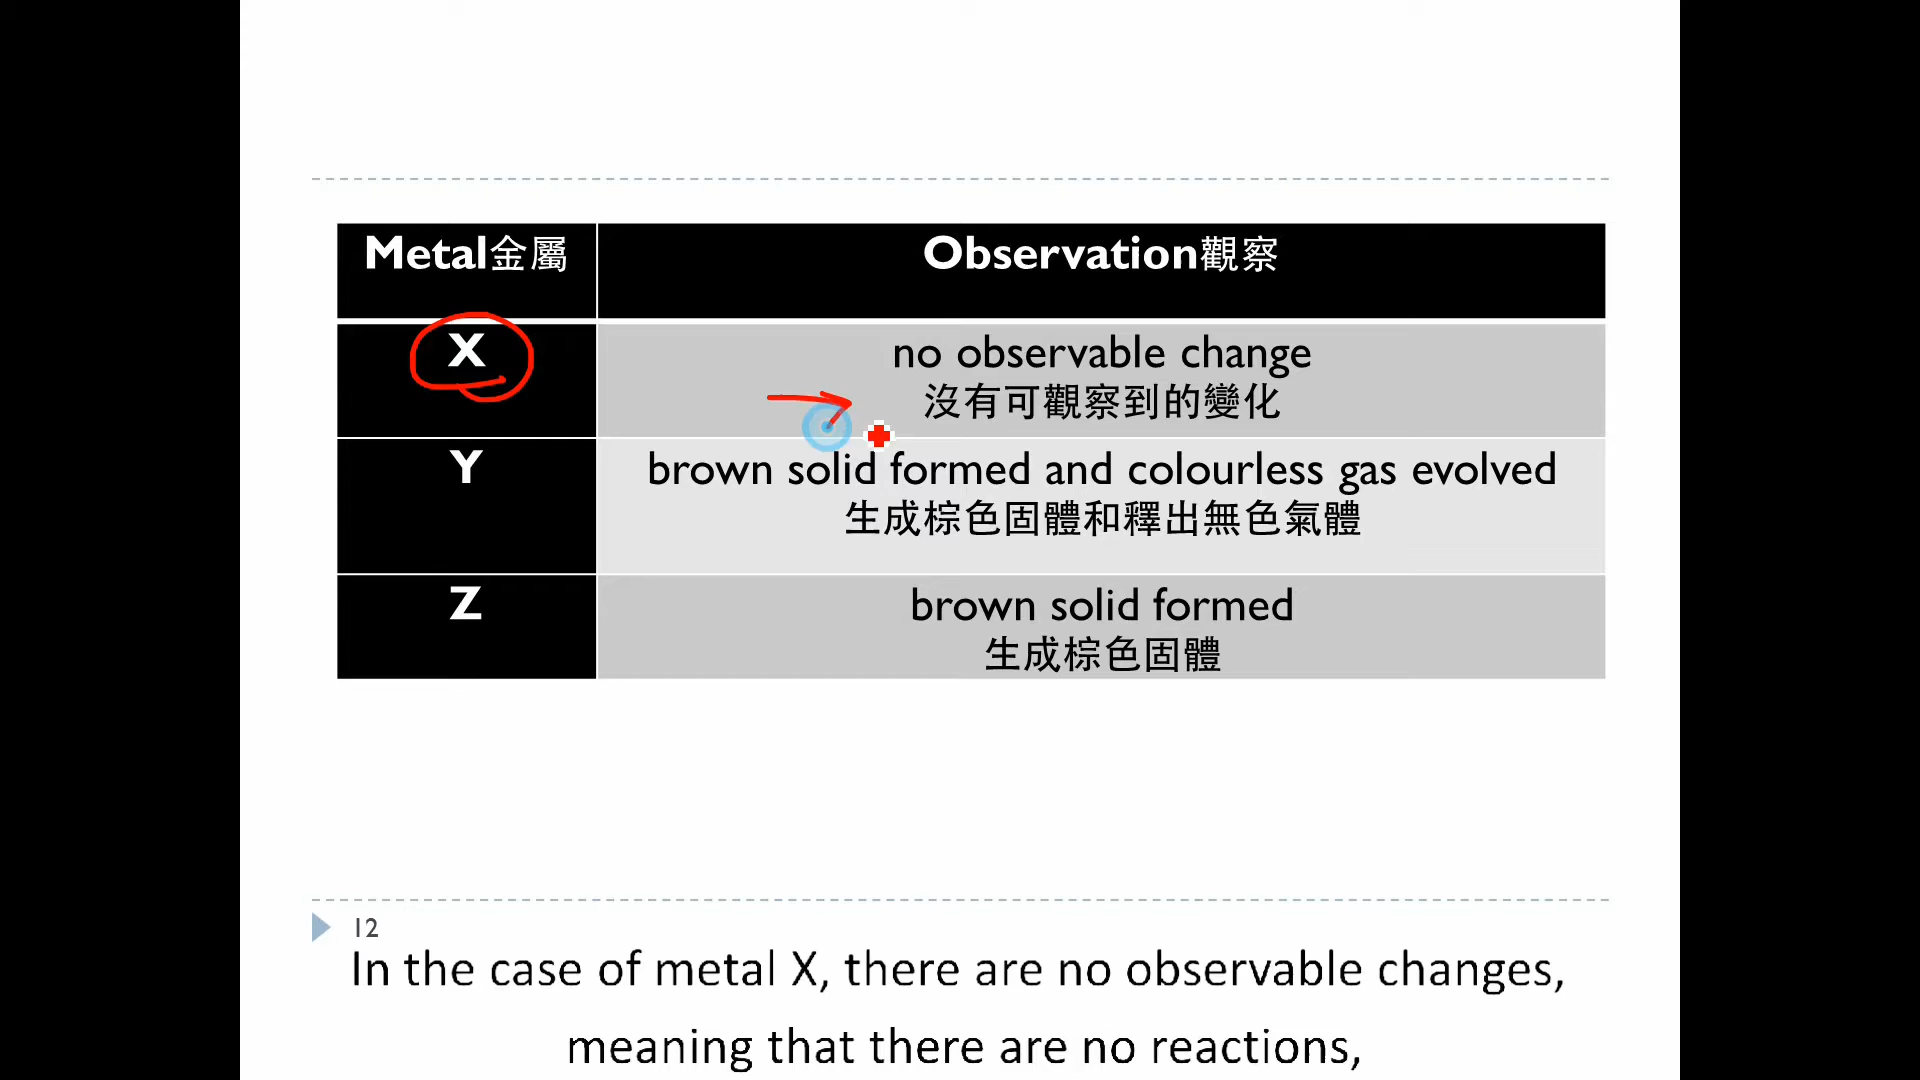 Metal金屬
Observation觀察
X
no observable change
沒有可觀察到的變化
Y
brown solid formed and colourless gas evolved
生成棕色固體和釋出無色氣體
Z
brown solid formed
生成棕色固體
12
In the case of metal X, there are no observable changes,
meaning that there are no reactions,